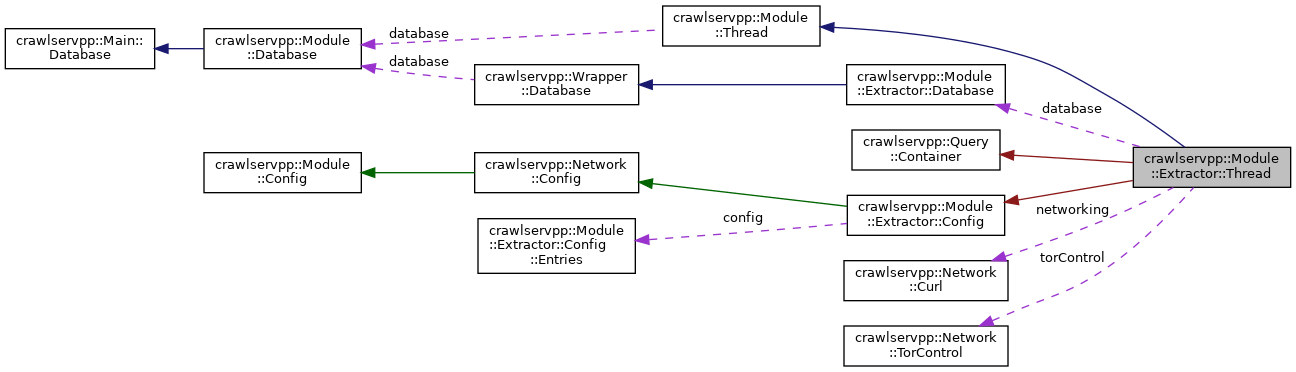 crawlservpp::Main::
Database
crawlservpp::Module
::Database
database
database
crawlservpp::Module
::Thread
crawlservpp::Wrapper
::Database
crawlservpp::Module
::Extractor::Database
database
crawlservpp::Query
::Container
crawlservpp::Module
::Extractor::Thread
crawlservpp::Module
::Config
crawlservpp::Network
::Config
crawlservpp::Module
::Extractor::Config
config
crawlservpp::Module
::Extractor::Config
::Entries
networking
torControl
crawlservpp::Network
::Curl
crawlservpp::Network
::TorControl